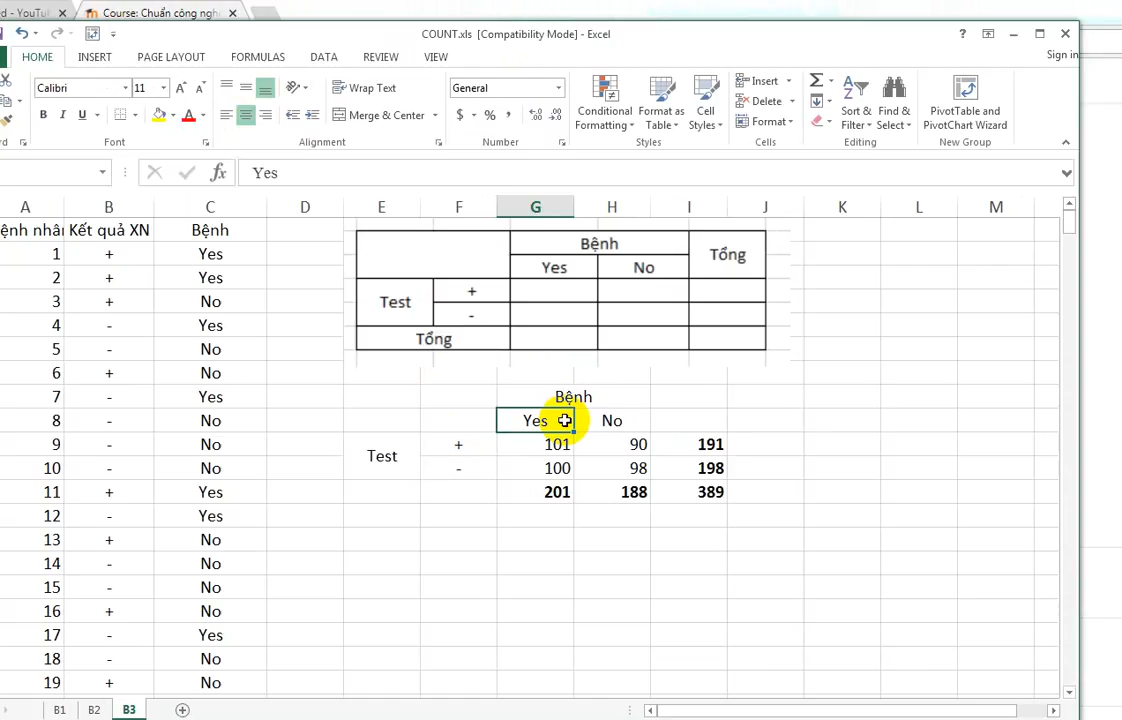 d - YouTu
Course: Chuẩn công ngh
COUNT.xls [Compatibility Mode] - Excel
HOME INSERT PAGE LAYOUT FORMULAS DATA REVIEW VIEW
Sign in
Calibri 11 Wrap Text General Insert
B I U Merge & Center $ % Conditional Formatting Format as Table Cell Styles Delete Format Sort & Filter Find & Select PivotTable and PivotChart Wizard
Font Alignment Number Styles Cells Editing New Group
fx Yes
A B C D E F G H I J K L M
ệnh nhân Kết quả XN Bệnh
1 + Yes
2 + Yes
3 + No
4 - Yes
5 - No
6 + No
7 - Yes
8 - No
9 - No
10 - No
11 + Yes
12 - Yes
13 + No
14 - No
15 - No
16 + No
17 - Yes
18 - No
19 + No
Bệnh Tổng
Yes No
Test +
-
Tổng
Bệnh
Yes No
Test + 101 90 191
- 100 98 198
201 188 389
B1 B2 B3